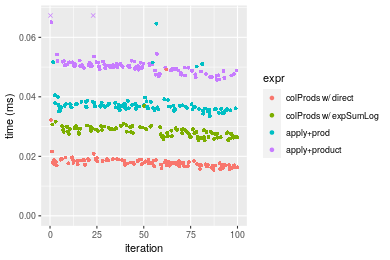 0.06
0.04
0.02
0.00
time (ms)
0
25
50
75
100
iteration
expr
colProds w/ direct
colProds w/ expSumLog
apply+prod
apply+product